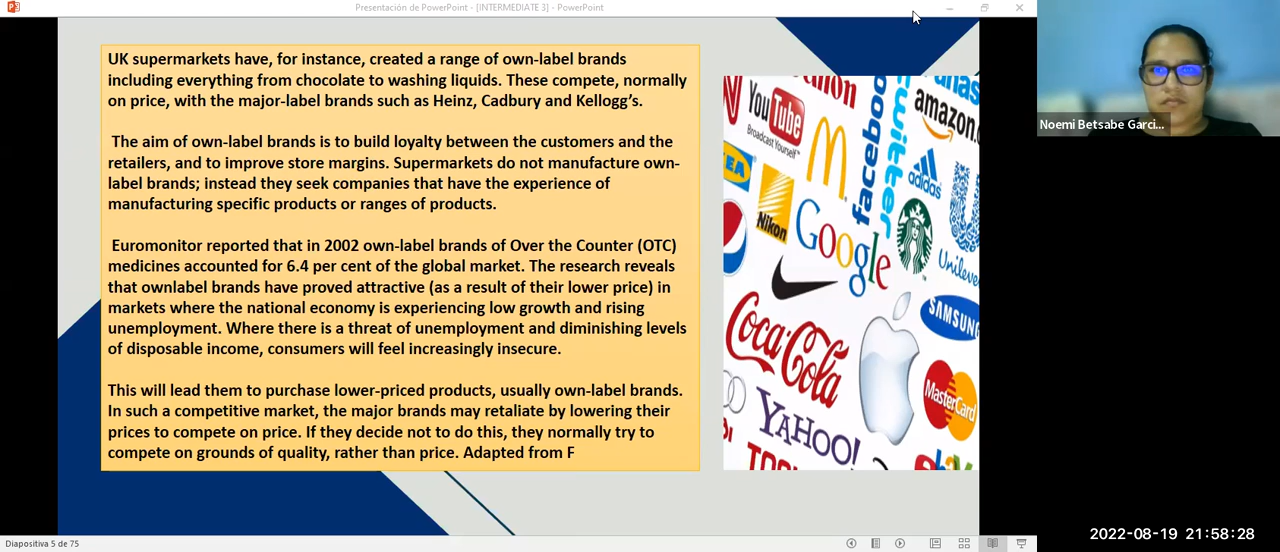 Presentación de PowerPoint - [INTERMEDIATE 3] - PowerPoint
UK supermarkets have, for instance, created a range of own-label brands
including everything from chocolate to washing liquids. These compete, normally
on price, with the major-label brands such as Heinz, Cadbury and Kellogg's.
The aim of own-label brands is to build loyalty between the customers and the
retailers, and to improve store margins. Supermarkets do not manufacture own-
label brands; instead they seek companies that have the experience of
manufacturing specific products or ranges of products.
Euromonitor reported that in 2002 own-label brands of Over the Counter (OTC)
medicines accounted for 6.4 per cent of the global market. The research reveals
that ownlabel brands have proved attractive (as a result of their lower price) in
markets where the national economy is experiencing low growth and rising
unemployment. Where there is a threat of unemployment and diminishing levels
of disposable income, consumers will feel increasingly insecure.
This will lead them to purchase lower-priced products, usually own-label brands.
In such a competitive market, the major brands may retaliate by lowering their
prices to compete on price. If they decide not to do this, they normally try to
compete on grounds of quality, rather than price. Adapted from F
YouTube
Broadcast Yourself
facebook
twitter
amazon
IKEA
Nikon
adidas
Google
Unilever
SAMSUNG
Coca-Cola
MasterCard
YAHOO!
Noemi Betsabe Garci...
Diapositiva 5 de 75
2022-08-19 21:58:28